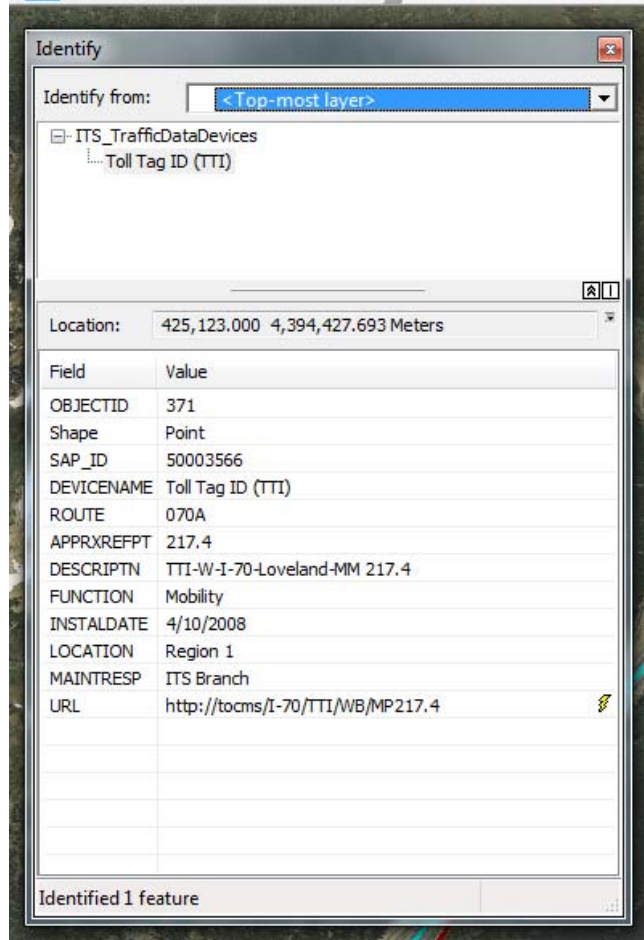 Identify
Identify from: <Top-most layer>
ITS_TrafficDataDevices
Toll Tag ID (TTI)
Location: 425,123.000 4,394,427.693 Meters
Field Value
OBJECTID 371
Shape Point
SAP_ID 50003566
DEVICENAME Toll Tag ID (TTI)
ROUTE 070A
APPRXREFPT 217.4
DESCRIPTN TTI-W-I-70-Loveland-MM 217.4
FUNCTION Mobility
INSTALDATE 4/10/2008
LOCATION Region 1
MAINTRESP ITS Branch
URL http://tocms/I-70/TTI/WB/MP217.4
Identified 1 feature